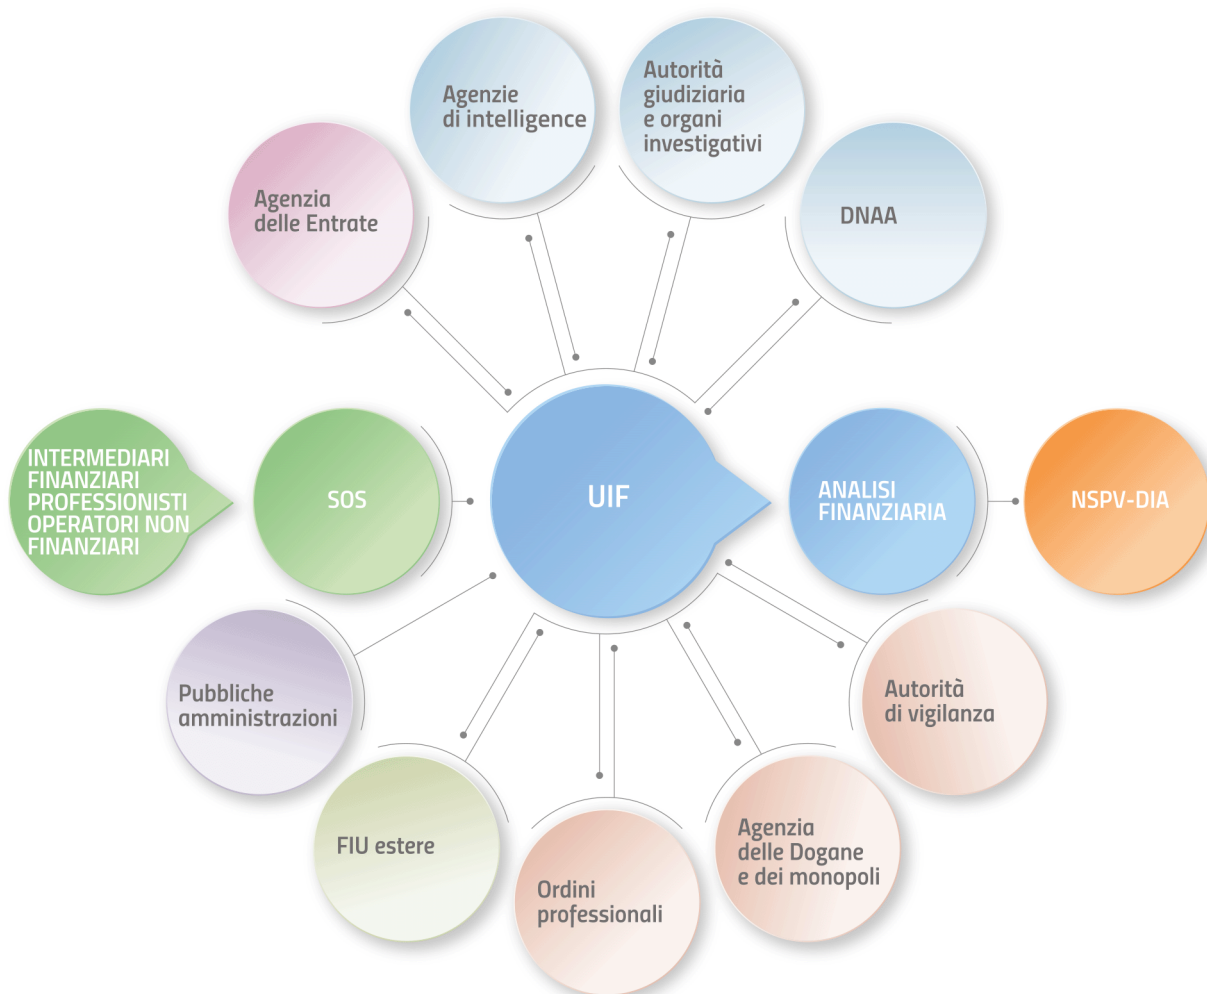 Agenzie
di intelligence
Autorità
giudiziaria
e organi
investigativi
Agenzia
delle Entrate
DNAA
INTERMEDIARI
FINANZIARI
PROFESSIONISTI
OPERATORI NON
FINANZIARI
SOS
UIF
ANALISI
FINANZIARIA
NSPV-DIA
Pubbliche
amministrazioni
Autorità
di vigilanza
FIU estere
Ordini
professionali
Agenzia
delle Dogane
e dei monopoli